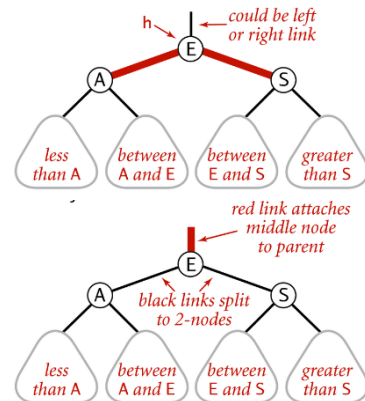 h
could be left
or right link
E
A
S
less
than A
between
A and E
between
E and S
greater
than S
red link attaches
middle node
to parent
E
A
S
black links split
to 2-nodes
less
than A
between
A and E
between
E and S
greater
than S